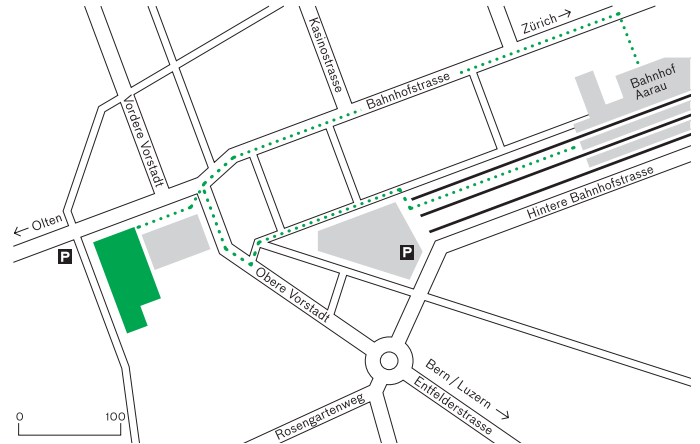 Zürich →
Kasinostrasse
Bahnhof
Aarau
Bahnhofstrasse
Vordere Vorstadt
← Olten
Hintere Bahnhofstrasse
P
P
Obere Vorstadt
Bern / Luzern →
Entfelderstrasse
Rosengartenweg
0 100